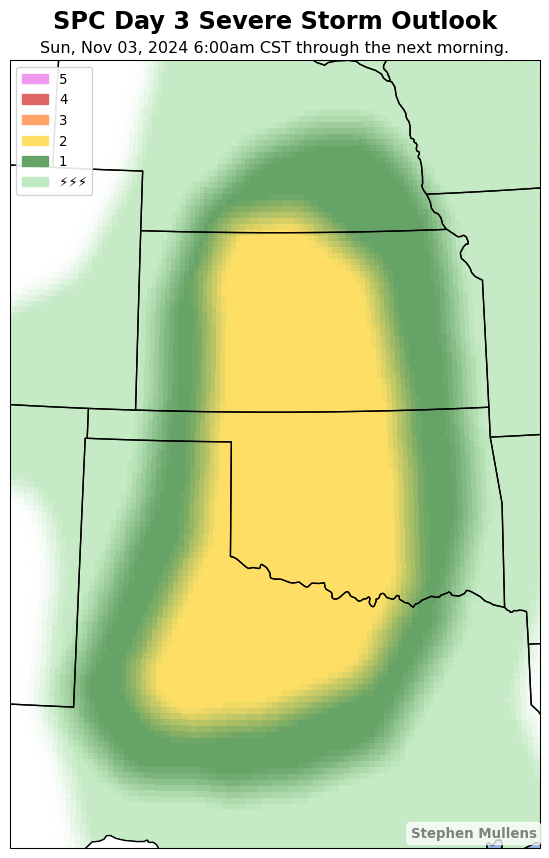 SPC Day 3 Severe Storm Outlook
Sun, Nov 03, 2024 6:00am CST through the next morning.
5
4
3
2
1
⚡⚡⚡
Stephen Mullens